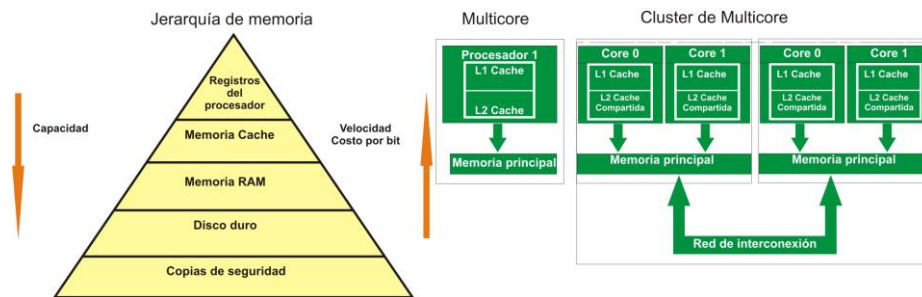 Jerarquía de memoria
Multicore
Cluster de Multicore
Registros
del
procesador
Memoria Cache
Memoria RAM
Disco duro
Copias de seguridad
Capacidad
Velocidad
Costo por bit
Procesador 1
L1 Cache
L2 Cache
Memoria principal
Core 0
L1 Cache
L2 Cache
Compartida
Core 1
L1 Cache
L2 Cache
Compartida
Memoria principal
Core 0
L1 Cache
L2 Cache
Compartida
Core 1
L1 Cache
L2 Cache
Compartida
Memoria principal
Red de interconexión